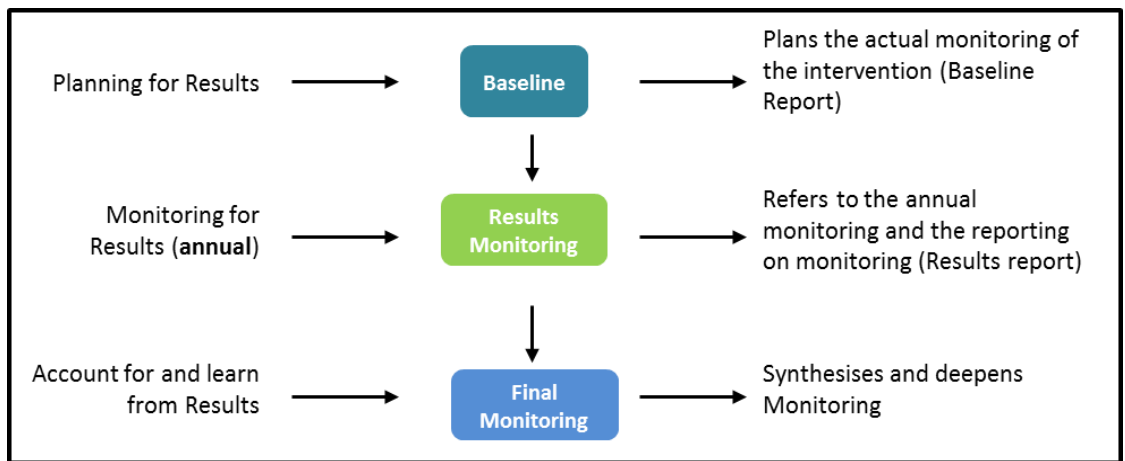 Planning for Results
Baseline
Plans the actual monitoring of
the intervention (Baseline
Report)
Monitoring for
Results (annual)
Results
Monitoring
Refers to the annual
monitoring and the reporting
on monitoring (Results report)
Account for and learn
from Results
Final
Monitoring
Synthesises and deepens
Monitoring